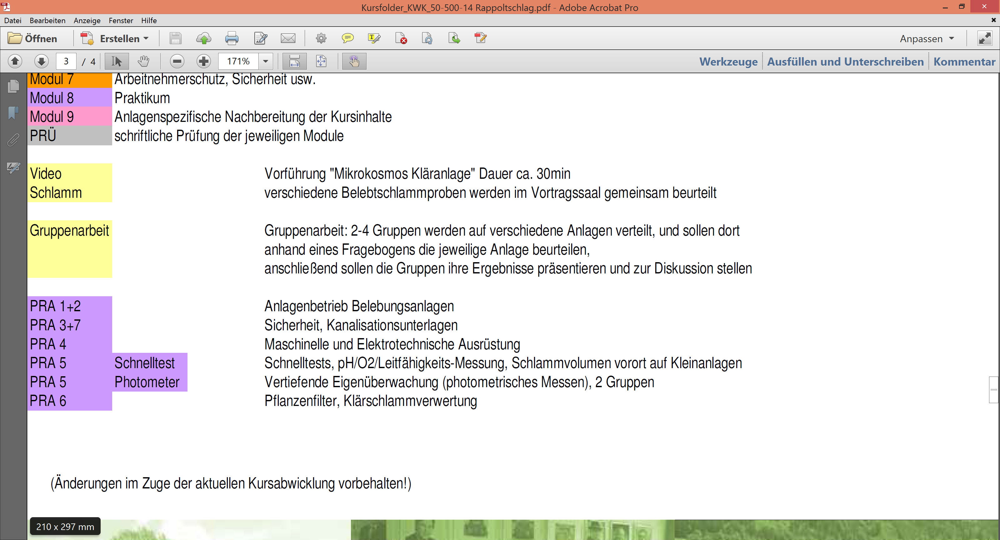 Kursfolder_KWK_50-500-14 Rappoltschlag.pdf - Adobe Acrobat Pro
Datei Bearbeiten Anzeige Fenster Hilfe
Öffnen Erstellen Anpassen
3 / 4 171% Werkzeuge Ausfüllen und Unterschreiben Kommentar
Modul 7 Arbeitnehmerschutz, Sicherheit usw.
Modul 8 Praktikum
Modul 9 Anlagenspezifische Nachbereitung der Kursinhalte
PRÜ schriftliche Prüfung der jeweiligen Module
Video Vorführung "Mikrokosmos Kläranlage" Dauer ca. 30min
Schlamm verschiedene Belebtschlammproben werden im Vortragssaal gemeinsam beurteilt
Gruppenarbeit Gruppenarbeit: 2-4 Gruppen werden auf verschiedene Anlagen verteilt, und sollen dort
anhand eines Fragebogens die jeweilige Anlage beurteilen,
anschließend sollen die Gruppen ihre Ergebnisse präsentieren und zur Diskussion stellen
PRA 1+2 Anlagenbetrieb Belebungsanlagen
PRA 3+7 Sicherheit, Kanalisationsunterlagen
PRA 4 Maschinelle und Elektrotechnische Ausrüstung
PRA 5 Schnelltest Schnelltests, pH/O2/Leitfähigkeits-Messung, Schlammvolumen vorort auf Kleinanlagen
PRA 5 Photometer Vertiefende Eigenüberwachung (photometrisches Messen), 2 Gruppen
PRA 6 Pflanzenfilter, Klärschlammverwertung
(Änderungen im Zuge der aktuellen Kursabwicklung vorbehalten!)
210 x 297 mm